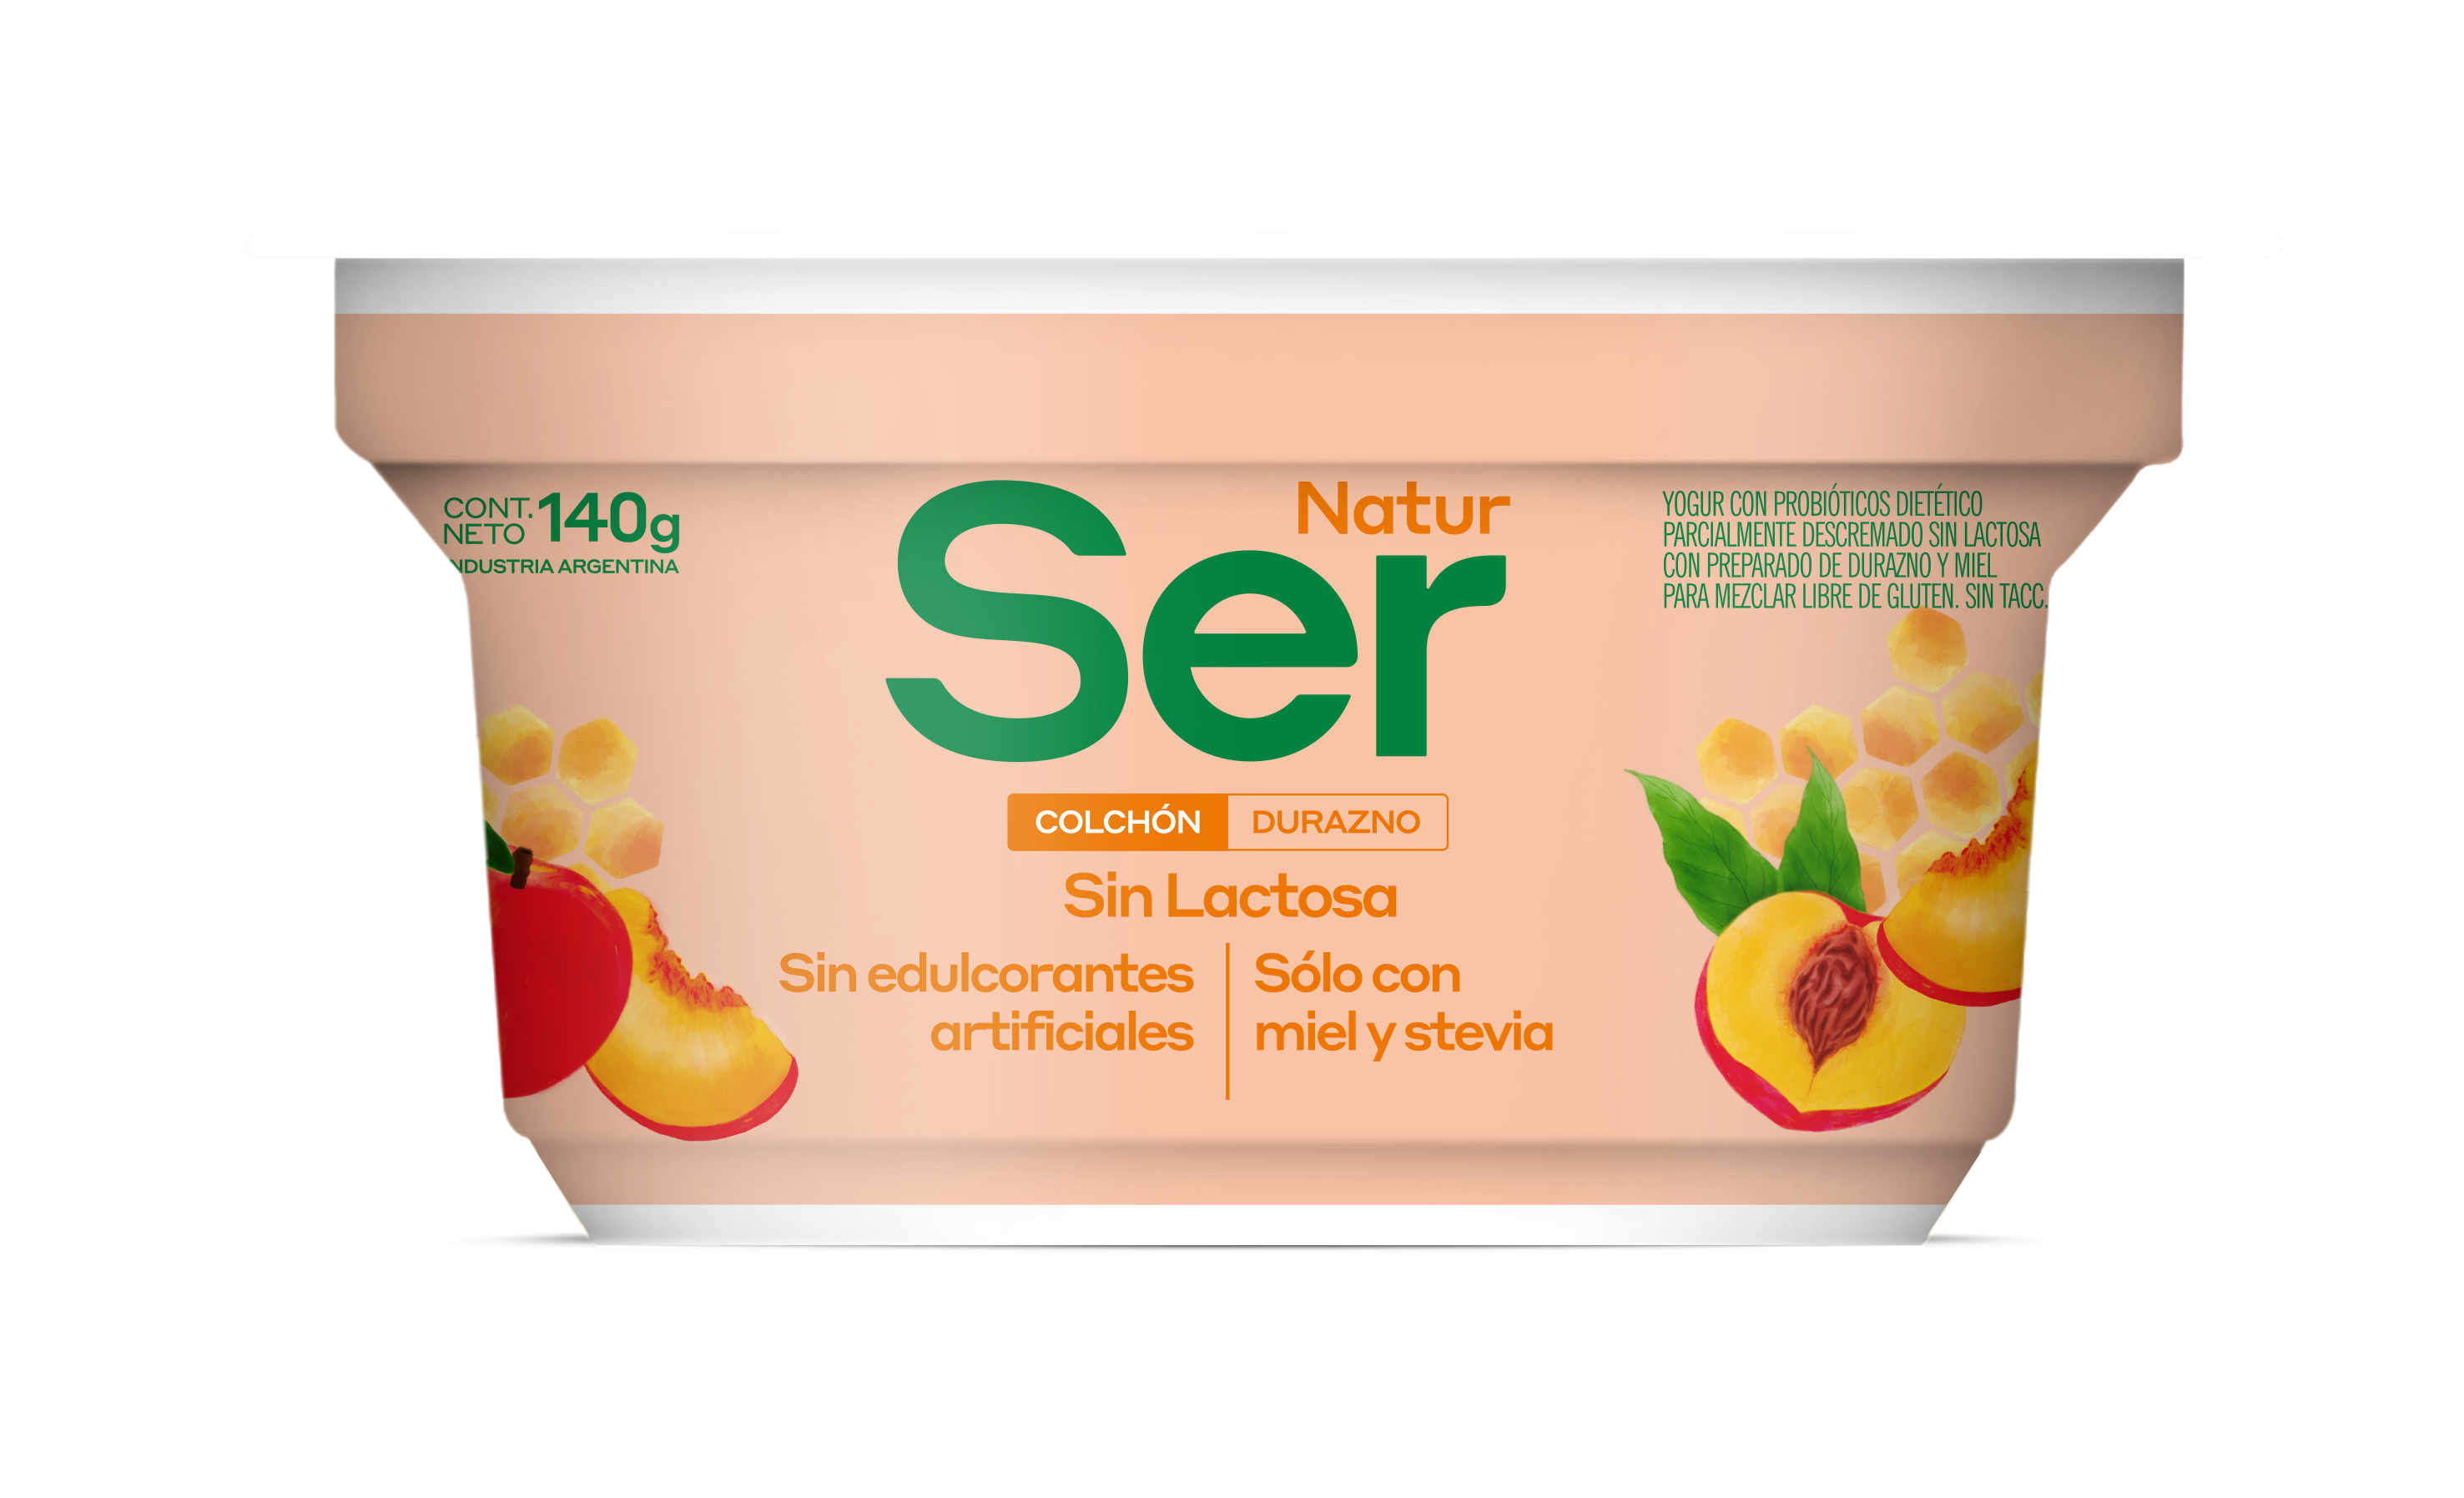 CONT. NETO 140g
INDUSTRIA ARGENTINA
Natur
Ser
COLCHÓN DURAZNO
Sin Lactosa
Sin edulcorantes
artificiales
Sólo con
miel y stevia
YOGUR CON PROBIÓTICOS DIETÉTICO
PARCIALMENTE DESCREMADO SIN LACTOSA
CON PREPARADO DE DURAZNO Y MIEL
PARA MEZCLAR LIBRE DE GLUTEN. SIN TACC.